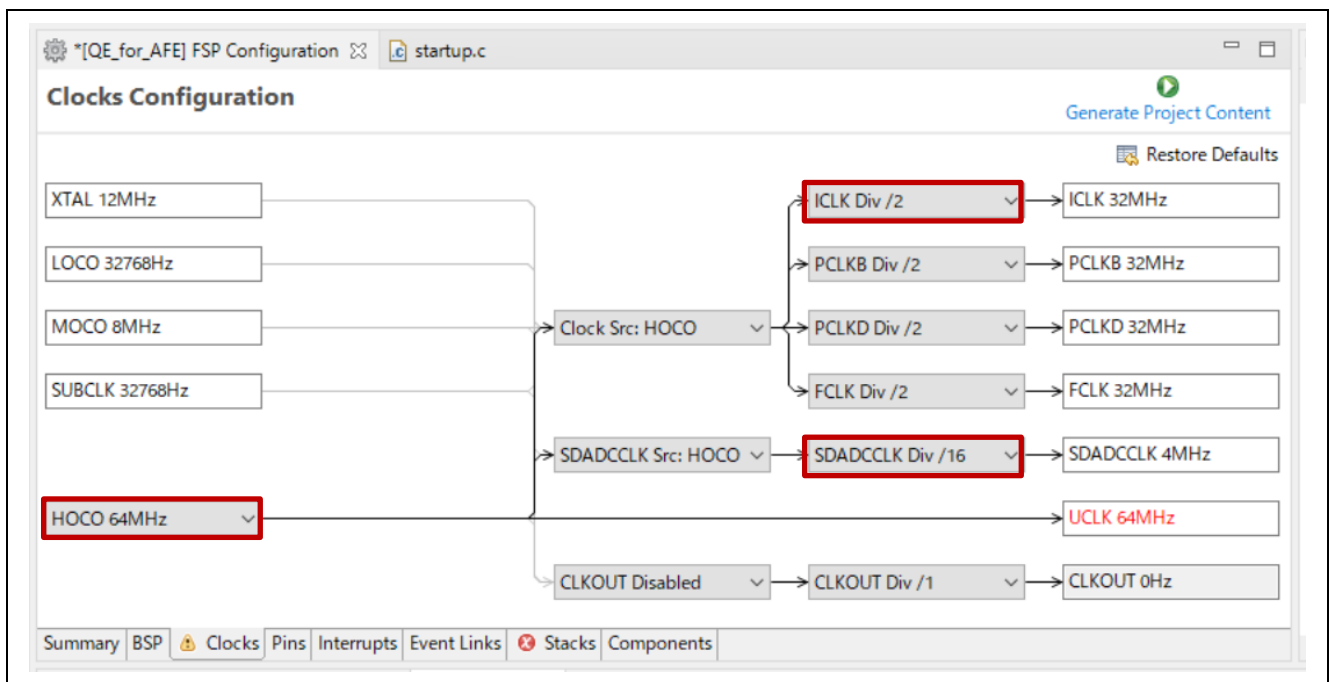 *[QE_for_AFE] FSP Configuration
startup.c
Clocks Configuration
Generate Project Content
Restore Defaults
XTAL 12MHz
ICLK Div /2
ICLK 32MHz
LOCO 32768Hz
PCLKB Div /2
PCLKB 32MHz
MOCO 8MHz
Clock Src: HOCO
PCLKD Div /2
PCLKD 32MHz
SUBCLK 32768Hz
FCLK Div /2
FCLK 32MHz
SDADCCLK Src: HOCO
SDADCCLK Div /16
SDADCCLK 4MHz
HOCO 64MHz
UCLK 64MHz
CLKOUT Disabled
CLKOUT Div /1
CLKOUT 0Hz
Summary BSP Clocks Pins Interrupts Event Links Stacks Components